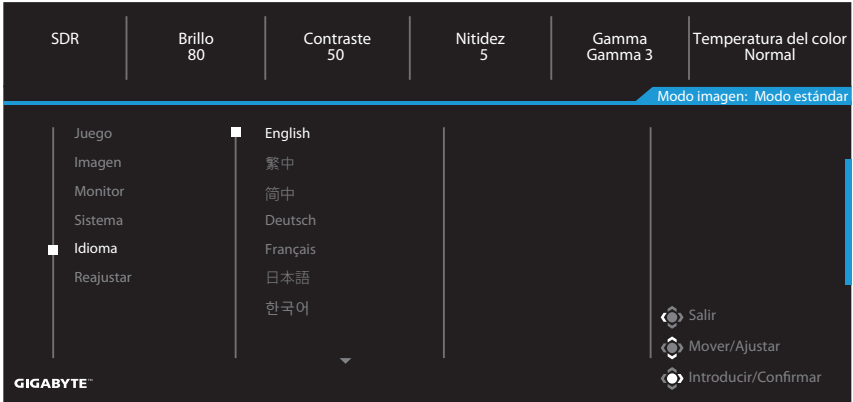 SDR
Brillo
80
Contraste
50
Nitidez
5
Gamma
Gamma 3
Temperatura del color
Normal
Modo imagen: Modo estándar
Juego
Imagen
Monitor
Sistema
Idioma
Reajustar
English
繁中
简中
Deutsch
Français
日本語
한국어
Salir
Mover/Ajustar
Introducir/Confirmar
GIGABYTE™